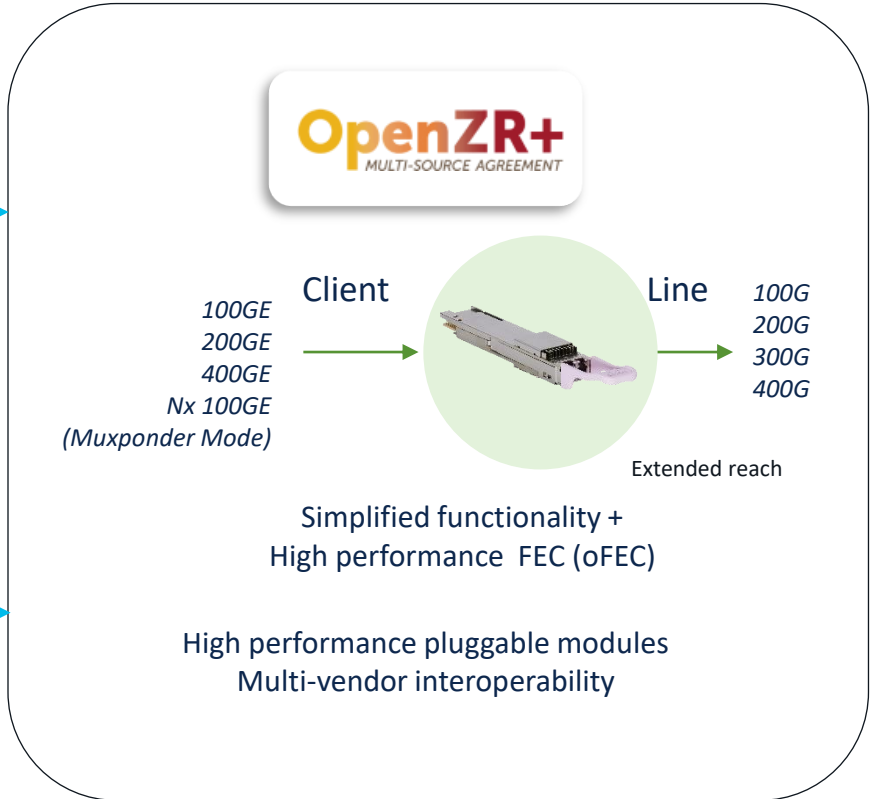 OpenZR+
MULTI-SOURCE AGREEMENT
Client
Line
100GE
200GE
400GE
Nx 100GE
(Muxponder Mode)
100G
200G
300G
400G
Extended reach
Simplified functionality +
High performance FEC (oFEC)
High performance pluggable modules
Multi-vendor interoperability